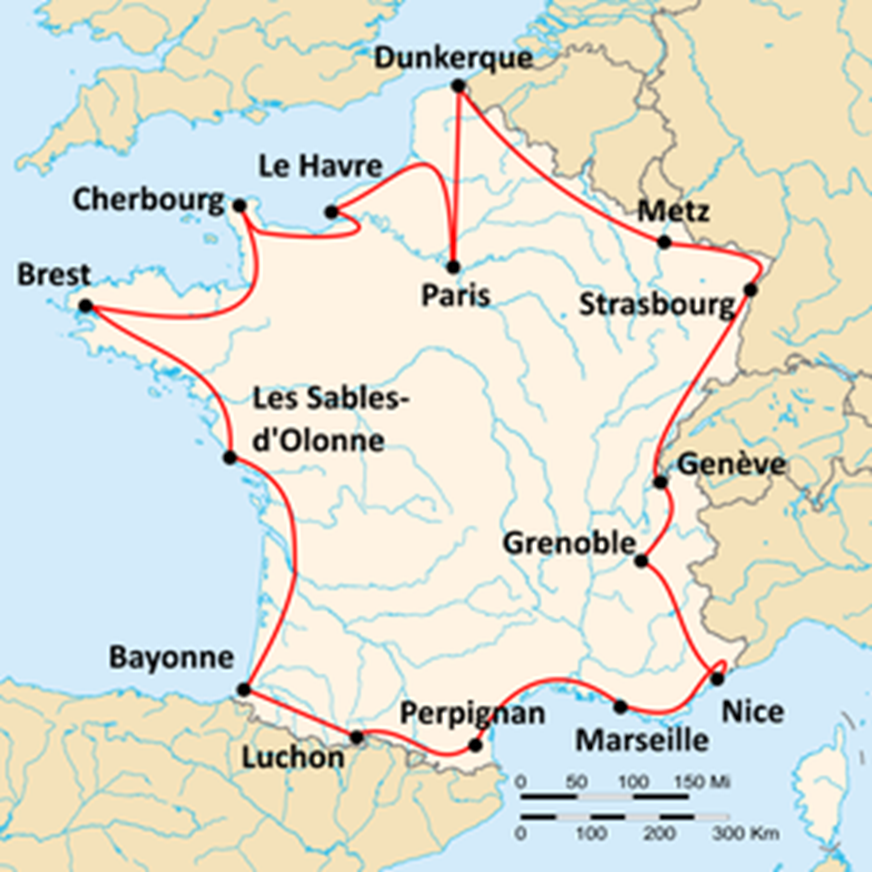 Dunkerque
Le Havre
Cherbourg
Metz
Brest
Paris
Strasbourg
Les Sables-
d'Olonne
Genève
Grenoble
Bayonne
Perpignan
Nice
Luchon
Marseille
0 50 100 150 Mi
0 100 200 300 Km